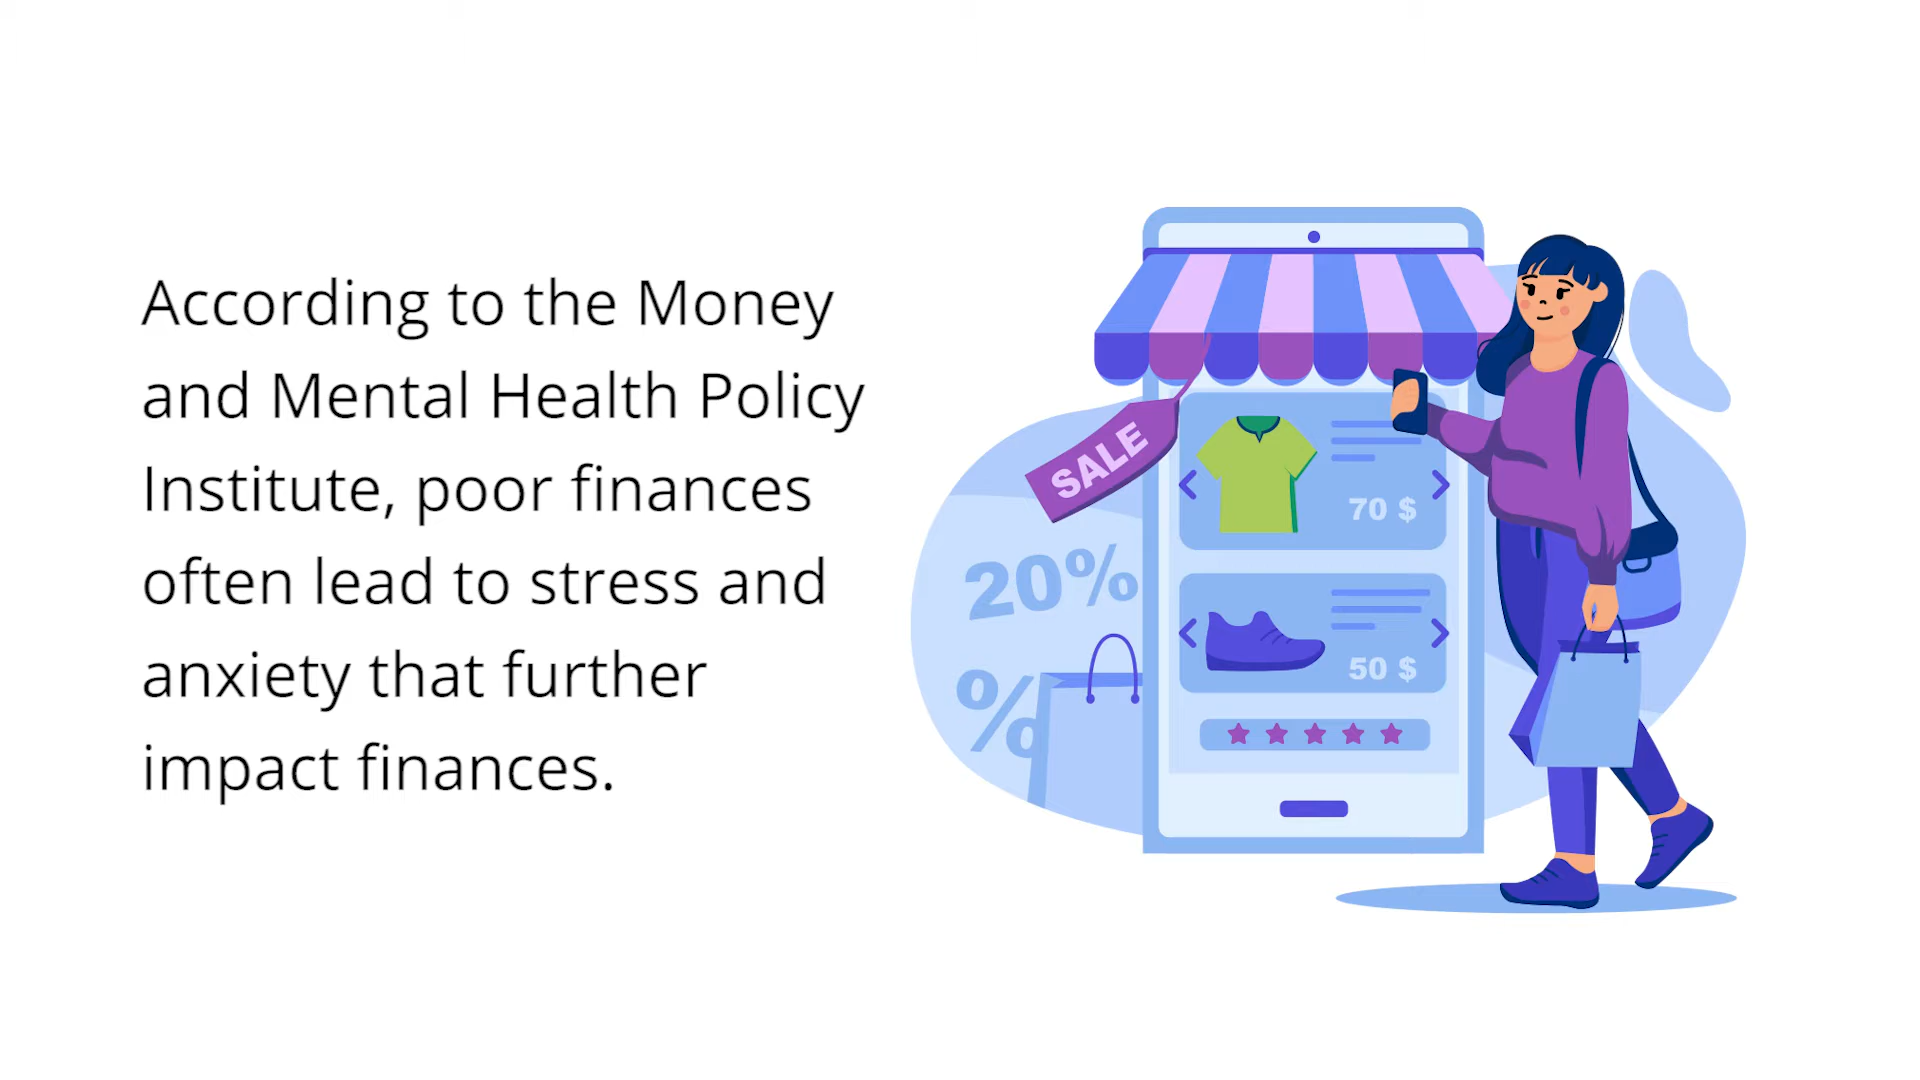 According to the Money
and Mental Health Policy
Institute, poor finances
often lead to stress and
anxiety that further
impact finances.
SALE
70 $
20%
50 $
%